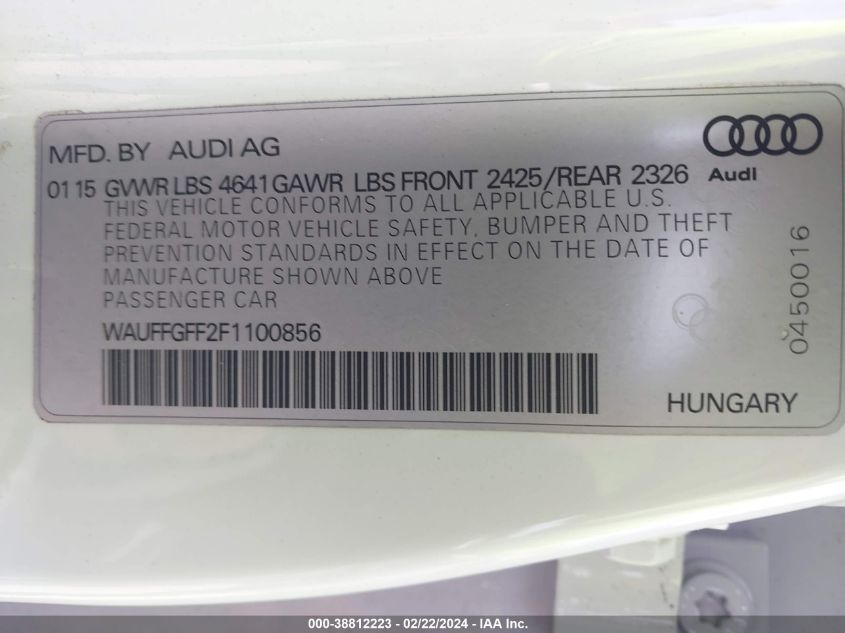 MFD. BY AUDI AG
01 15 GVWR LBS 4641 GAWR LBS FRONT 2425/REAR 2326
Audi
THIS VEHICLE CONFORMS TO ALL APPLICABLE U.S.
FEDERAL MOTOR VEHICLE SAFETY, BUMPER AND THEFT
PREVENTION STANDARDS IN EFFECT ON THE DATE OF
MANUFACTURE SHOWN ABOVE
PASSENGER CAR
WAUFFGFF2F1100856
HUNGARY
0450016
000-38812223 - 02/22/2024 - IAA Inc.